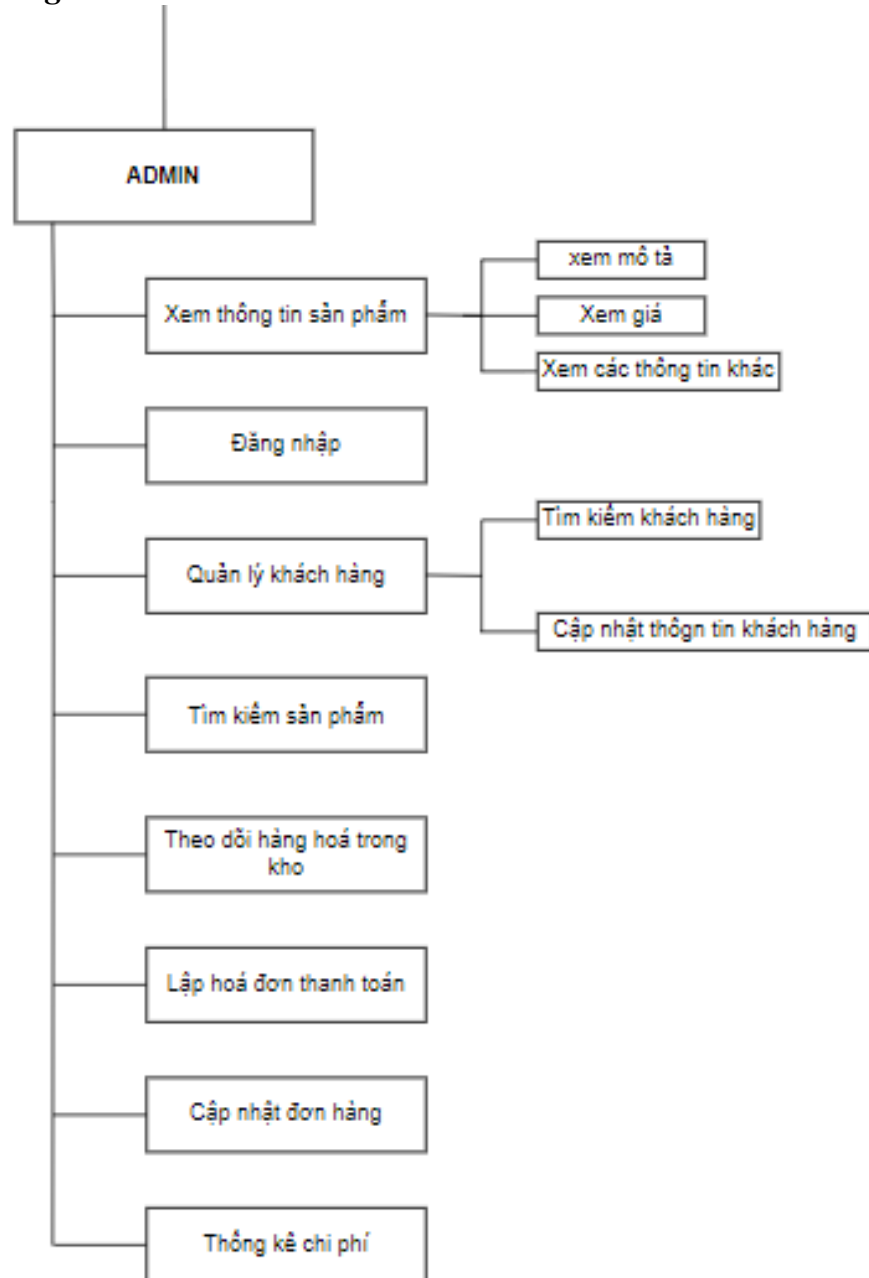 ADMIN
xem mô tả
Xem thông tin sản phẩm
Xem giá
Xem các thông tin khác
Đăng nhập
Tìm kiếm khách hàng
Quản lý khách hàng
Cập nhật thôgn tin khách hàng
Tìm kiếm sản phẩm
Theo dõi hàng hoá trong
kho
Lập hoá đơn thanh toán
Cập nhật đơn hàng
Thống kê chi phí